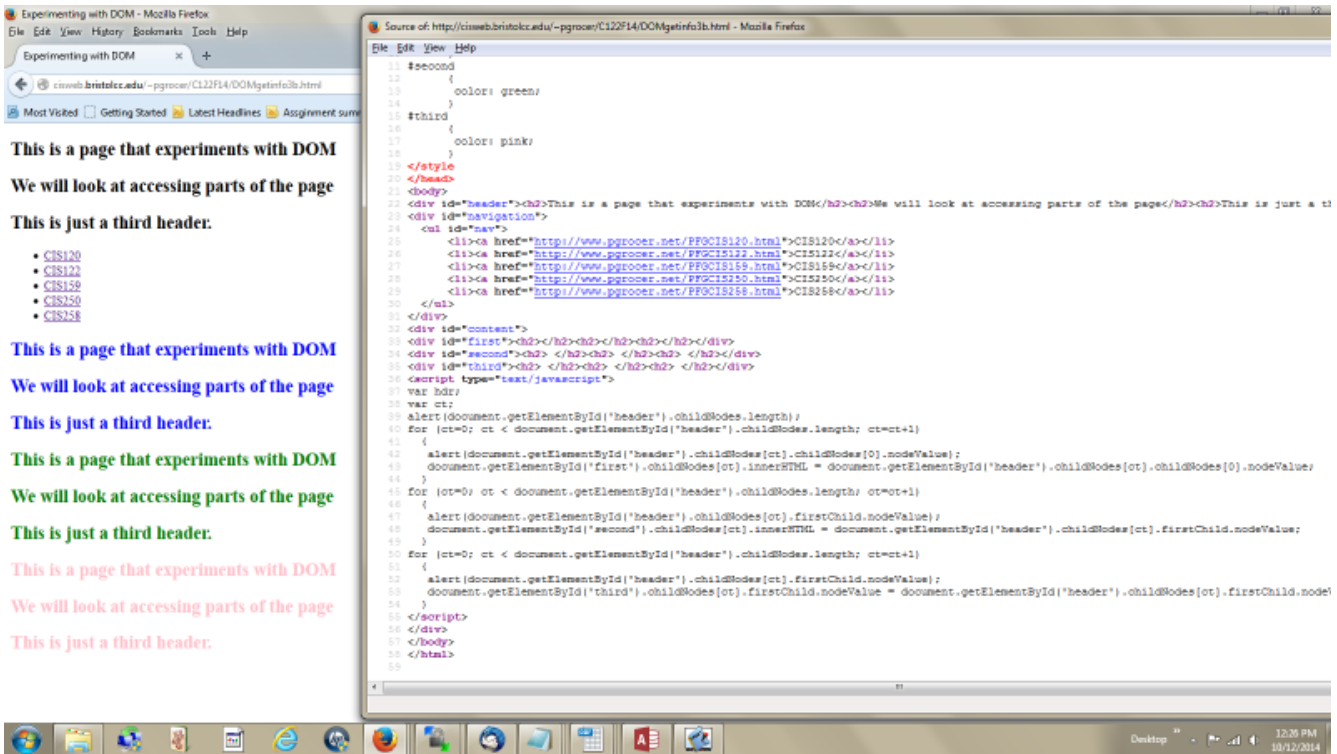 Experimenting with DOM - Mozilla Firefox
File Edit View History Bookmarks Tools Help
Experimenting with DOM × +
cisweb.bristolcc.edu/~pgrocer/C122F14/DOMgetinfo3b.html
Most Visited Getting Started Latest Headlines Assginment summ
This is a page that experiments with DOM
We will look at accessing parts of the page
This is just a third header.
• CIS120
• CIS122
• CIS159
• CIS250
• CIS258
This is a page that experiments with DOM
We will look at accessing parts of the page
This is just a third header.
This is a page that experiments with DOM
We will look at accessing parts of the page
This is just a third header.
This is a page that experiments with DOM
We will look at accessing parts of the page
This is just a third header.
Source of: http://cisweb.bristolcc.edu/~pgrocer/C122F14/DOMgetinfo3b.html - Mozilla Firefox
File Edit View Help
11 #second
12 {
13 color: green;
14 }
15 #third
16 {
17 color: pink;
18 }
19 </style
20 </head>
21 <body>
22 <div id="header"><h2>This is a page that experiments with DOM</h2><h2>We will look at accessing parts of the page</h2><h2>This is just a th
23 <div id="navigation">
24 <ul id="nav">
25 <li><a href="http://www.pgrocer.net/PFGCIS120.html">CIS120</a></li>
26 <li><a href="http://www.pgrocer.net/PFGCIS122.html">CIS122</a></li>
27 <li><a href="http://www.pgrocer.net/PFGCIS159.html">CIS159</a></li>
28 <li><a href="http://www.pgrocer.net/PFGCIS250.html">CIS250</a></li>
29 <li><a href="http://www.pgrocer.net/PFGCIS258.html">CIS258</a></li>
30 </ul>
31 </div>
32 <div id="content">
33 <div id="first"><h2></h2><h2></h2><h2></h2></div>
34 <div id="second"><h2> </h2><h2> </h2><h2> </h2></div>
35 <div id="third"><h2> </h2><h2> </h2><h2> </h2></div>
36 <script type="text/javascript">
37 var hdr;
38 var ct;
39 alert(document.getElementById("header").childNodes.length);
40 for (ct=0; ct < document.getElementById("header").childNodes.length; ct=ct+1)
41 {
42 alert(document.getElementById("header").childNodes[ct].childNodes[0].nodeValue);
43 document.getElementById("first").childNodes[ct].innerHTML = document.getElementById("header").childNodes[ct].childNodes[0].nodeValue;
44 }
45 for (ct=0; ct < document.getElementById("header").childNodes.length; ct=ct+1)
46 {
47 alert(document.getElementById("header").childNodes[ct].firstChild.nodeValue);
48 document.getElementById("second").childNodes[ct].innerHTML = document.getElementById("header").childNodes[ct].firstChild.nodeValue;
49 }
50 for (ct=0; ct < document.getElementById("header").childNodes.length; ct=ct+1)
51 {
52 alert(document.getElementById("header").childNodes[ct].firstChild.nodeValue);
53 document.getElementById("third").childNodes[ct].firstChild.nodeValue = document.getElementById("header").childNodes[ct].firstChild.nodeV
54 }
55 </script>
56 </div>
57 </body>
58 </html>
59
Desktop
12:26 PM
10/12/2014